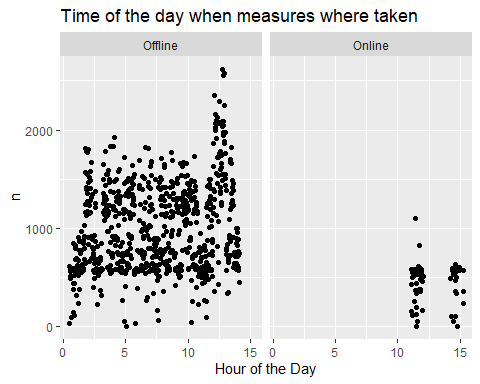 Time of the day when measures where taken
Offline
Online
2000
1000
0
n
0 5 10 15
0 5 10 15
Hour of the Day